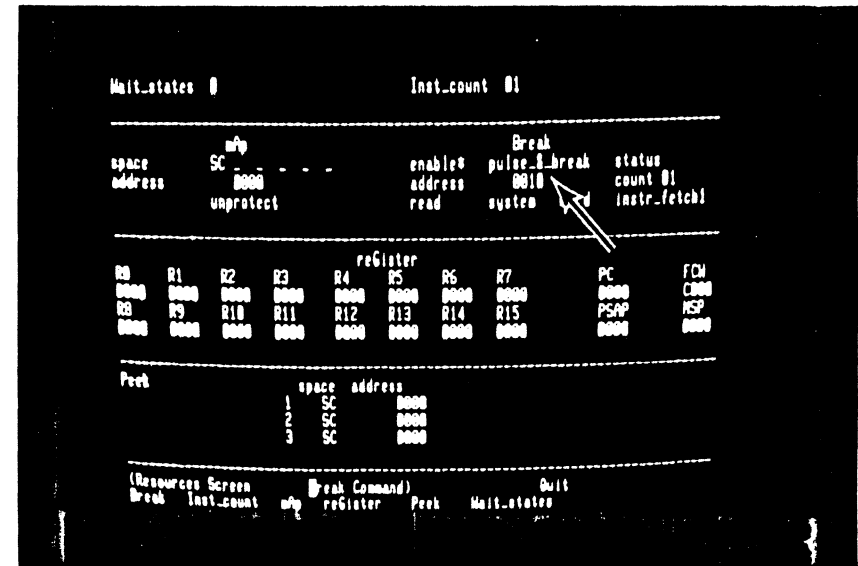 Wait_states 0 Inst_count 01
mAp Break
space SC _ _ _ _ _ enable* pulse_&_break status
address 0000 address 0010 count 01
unprotect read system instr_fetch1
reGister
R0 R1 R2 R3 R4 R5 R6 R7 PC FCW
0000 0000 0000 0000 0000 0000 0000 0000 0000 C000
R8 R9 R10 R11 R12 R13 R14 R15 PSAP NSP
0000 0000 0000 0000 0000 0000 0000 0000 0000 0000
Peek space address
1 SC 0000
2 SC 0000
3 SC 0000
(Resources Screen Break Command) Quit
Break Inst_count mAp reGister Peek Wait_states